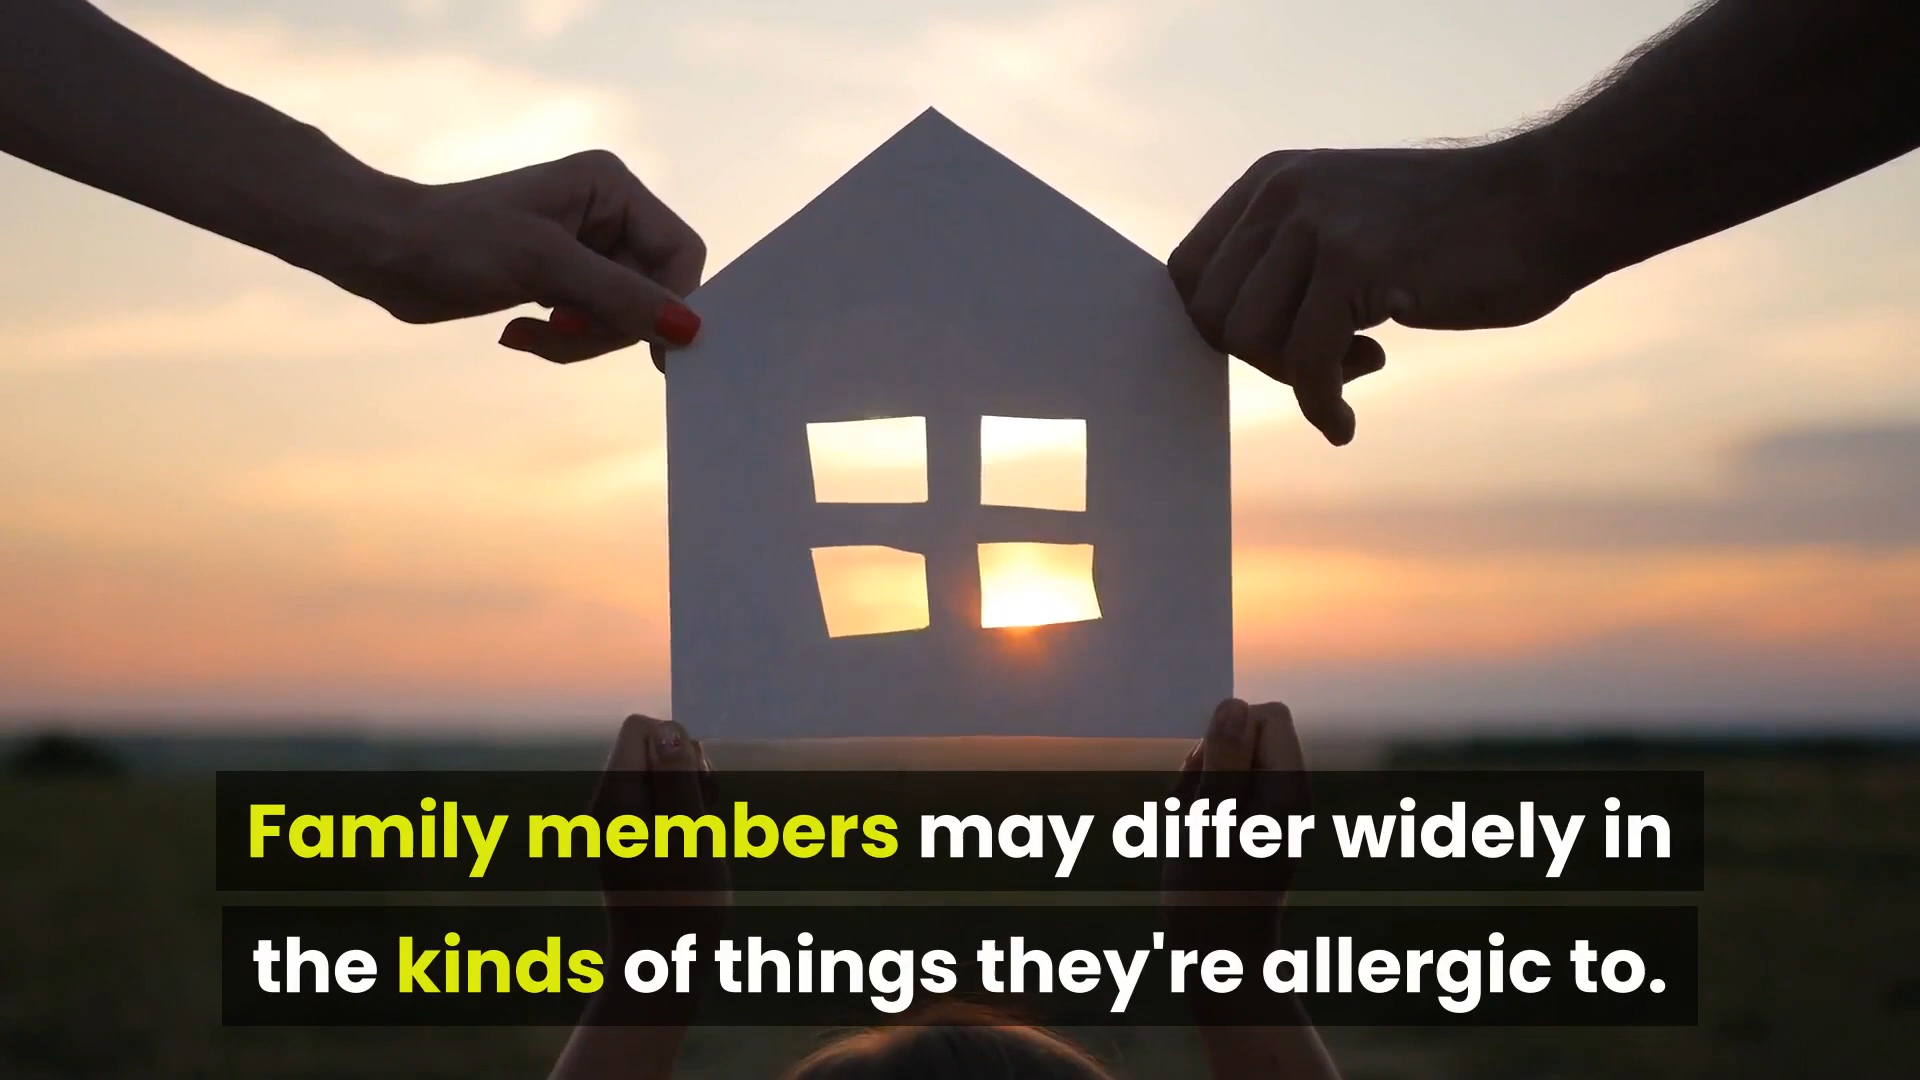 Family members may differ widely in
the kinds of things they're allergic to.